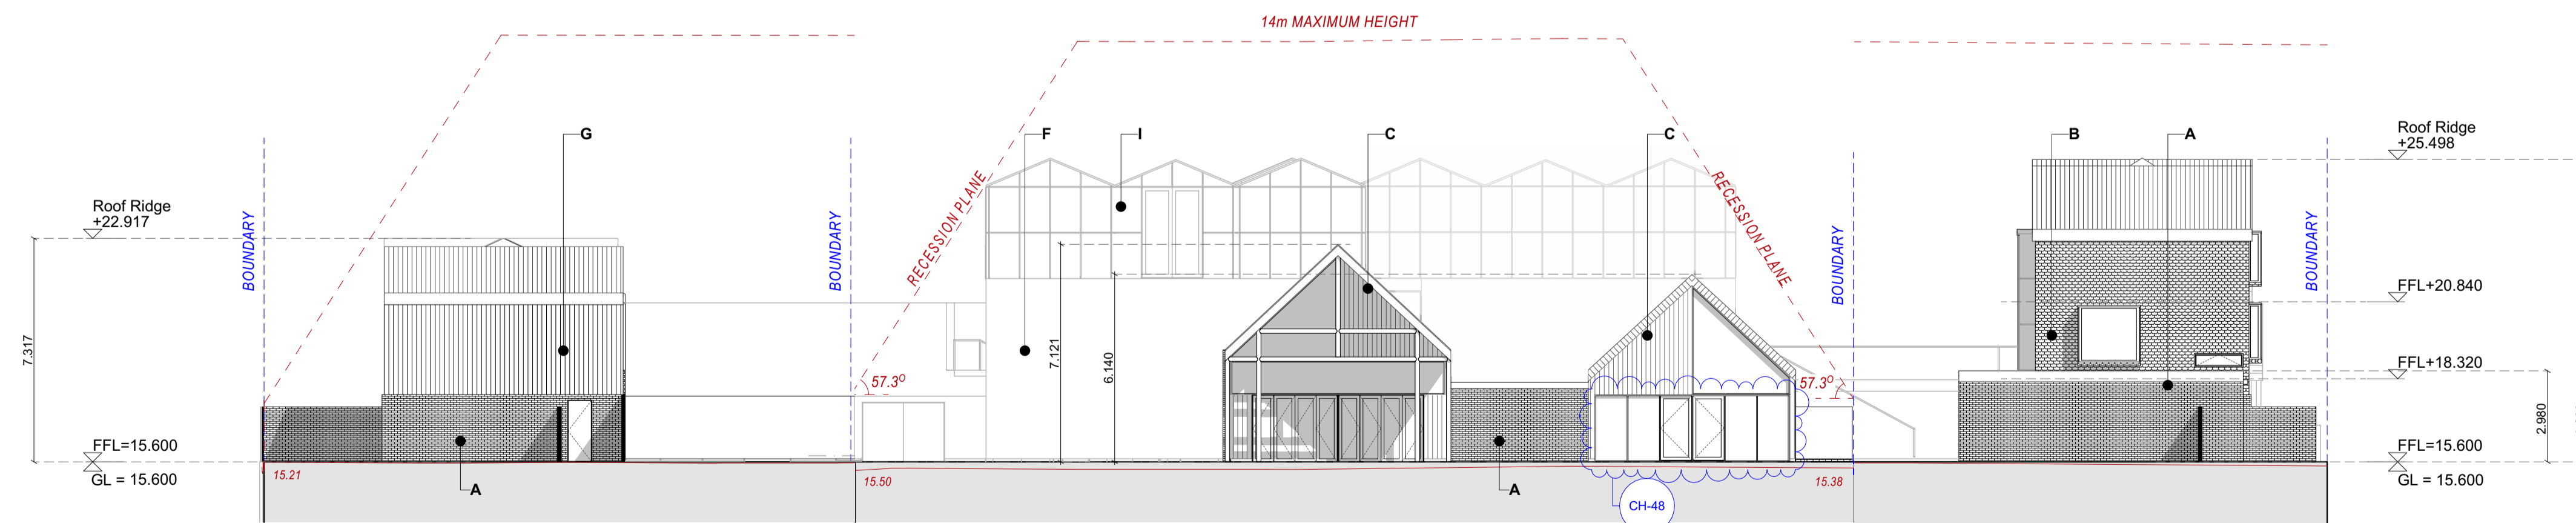 14m MAXIMUM HEIGHT
G
F
I
C
C
B
A
Roof Ridge
+25.498
Roof Ridge
+22.917
BOUNDARY
BOUNDARY
RECESSION PLANE
RECESSION PLANE
BOUNDARY
BOUNDARY
FFL+20.840
7.317
7.121
6.140
57.3°
57.3°
FFL+18.320
2.980
FFL=15.600
GL = 15.600
FFL=15.600
GL = 15.600
15.21
15.50
15.38
A
A
CH-48